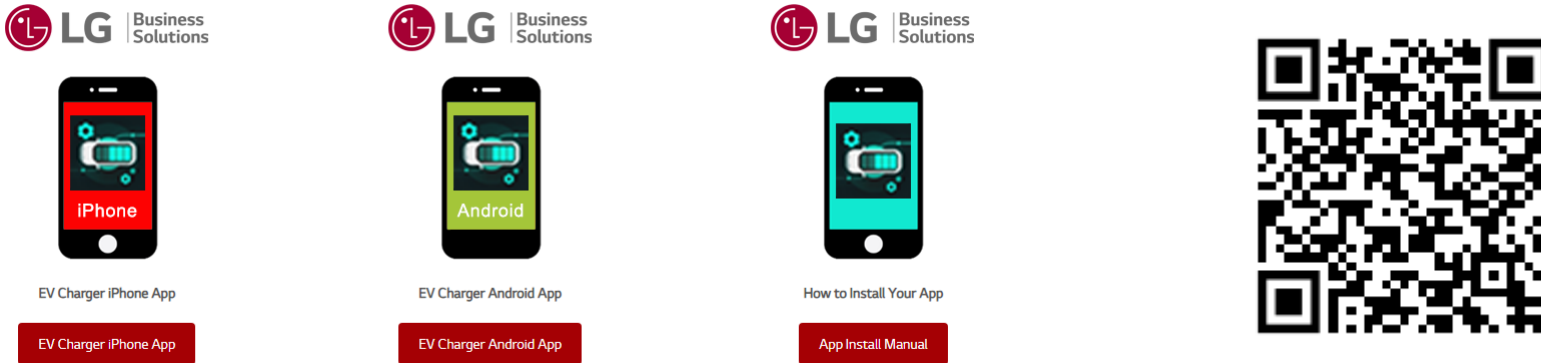 LG Business Solutions
LG Business Solutions
LG Business Solutions
iPhone
Android
EV Charger iPhone App
EV Charger Android App
How to Install Your App
EV Charger iPhone App
EV Charger Android App
App Install Manual